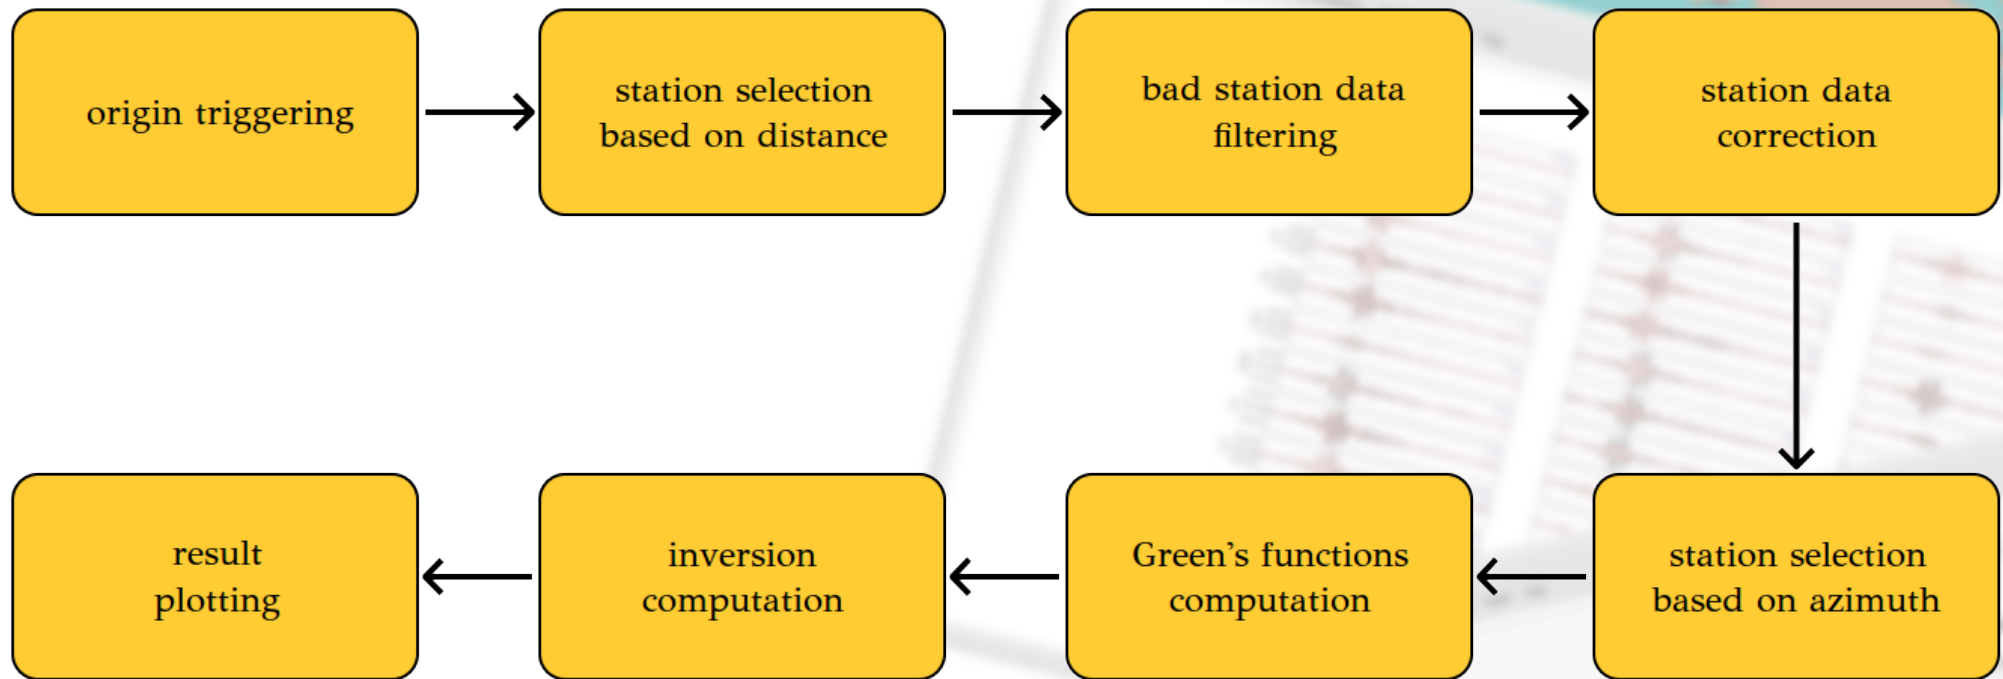 origin triggering
station selection
based on distance
bad station data
filtering
station data
correction
station selection
based on azimuth
Green's functions
computation
inversion
computation
result
plotting